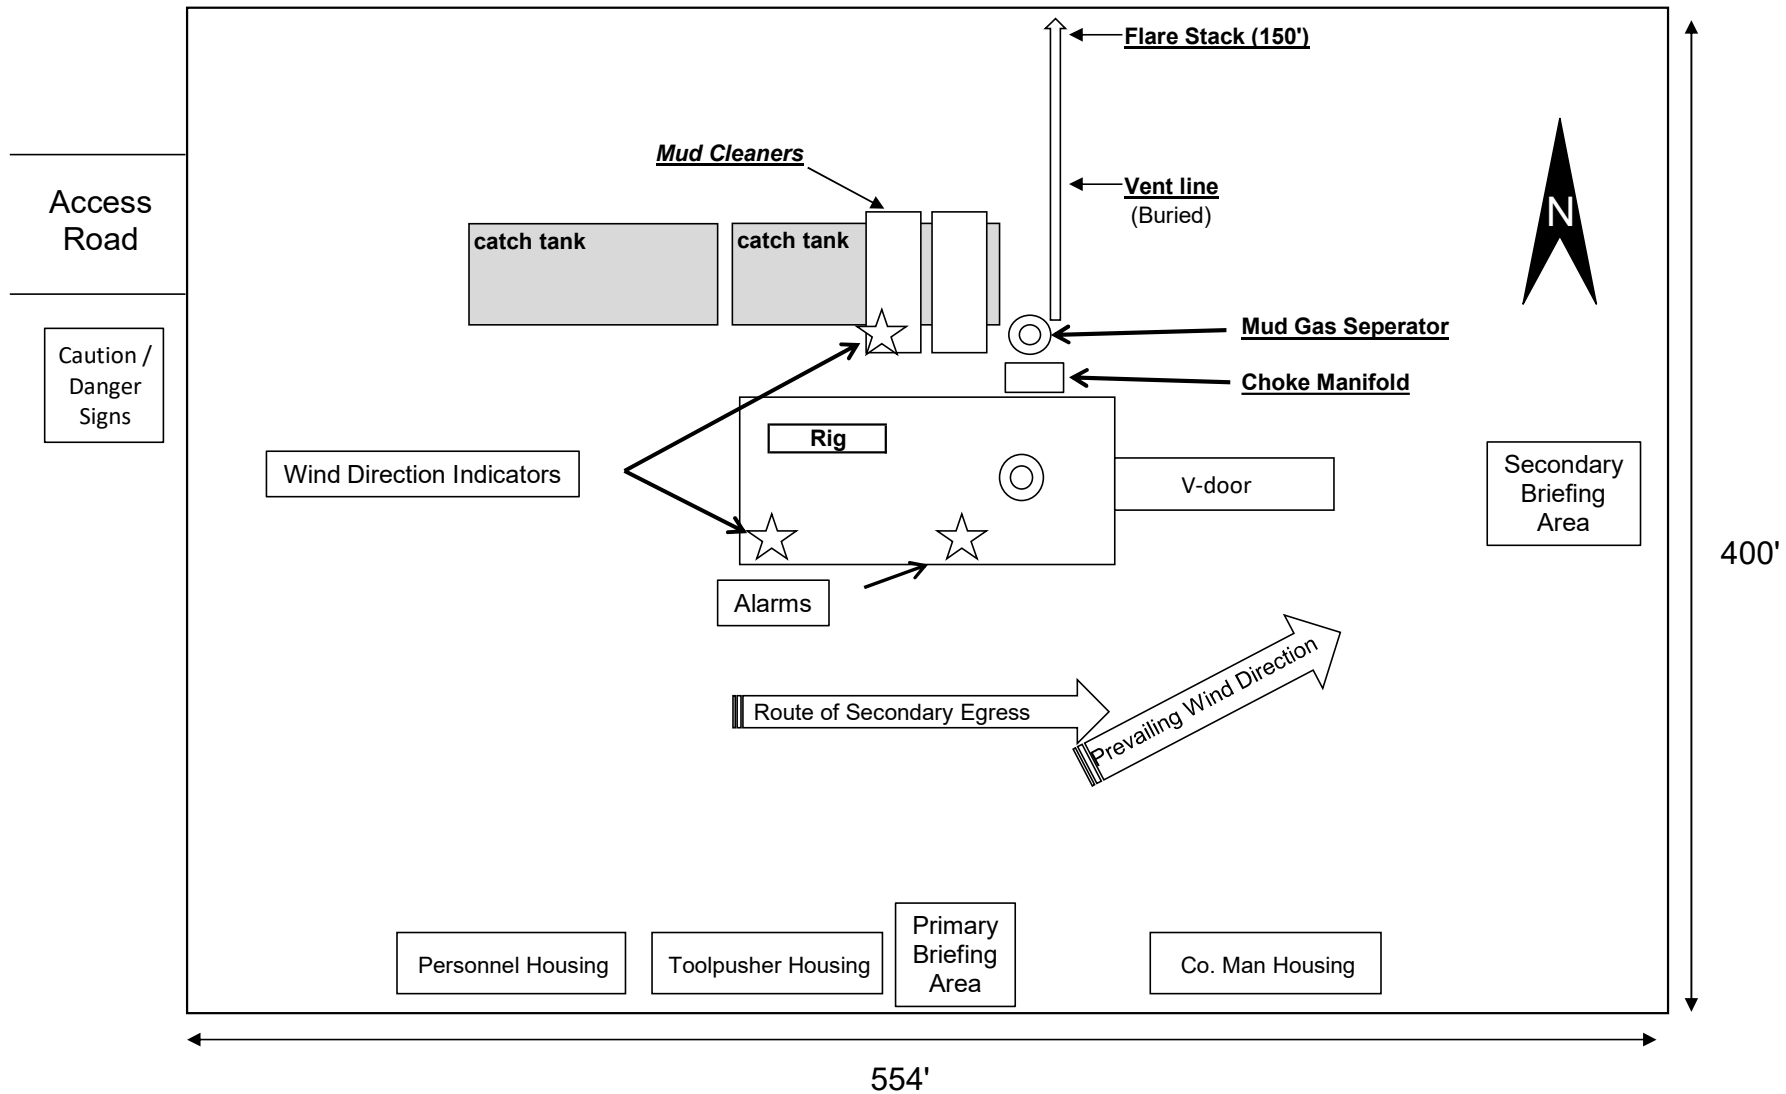 Flare Stack (150')
Mud Cleaners
Vent line
(Buried)
Access
Road
N
catch tank
catch tank
Mud Gas Seperator
Caution /
Danger
Signs
Choke Manifold
Rig
Wind Direction Indicators
V-door
Secondary
Briefing
Area
400'
Alarms
Route of Secondary Egress
Prevailing Wind Direction
Primary
Briefing
Area
Personnel Housing
Toolpusher Housing
Co. Man Housing
554'